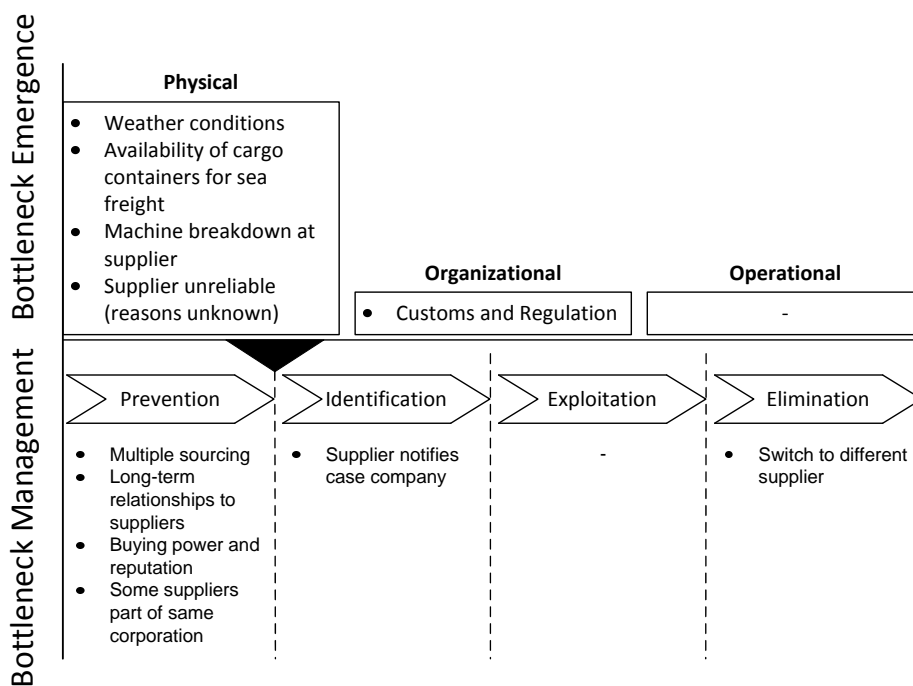 Bottleneck Emergence
Physical
• Weather conditions
• Availability of cargo
containers for sea
freight
• Machine breakdown at
supplier
• Supplier unreliable
(reasons unknown)
Organizational
• Customs and Regulation
Operational
-
Bottleneck Management
Prevention
• Multiple sourcing
• Long-term
relationships to
suppliers
• Buying power and
reputation
• Some suppliers
part of same
corporation
Identification
• Supplier notifies
case company
Exploitation
-
Elimination
• Switch to different
supplier